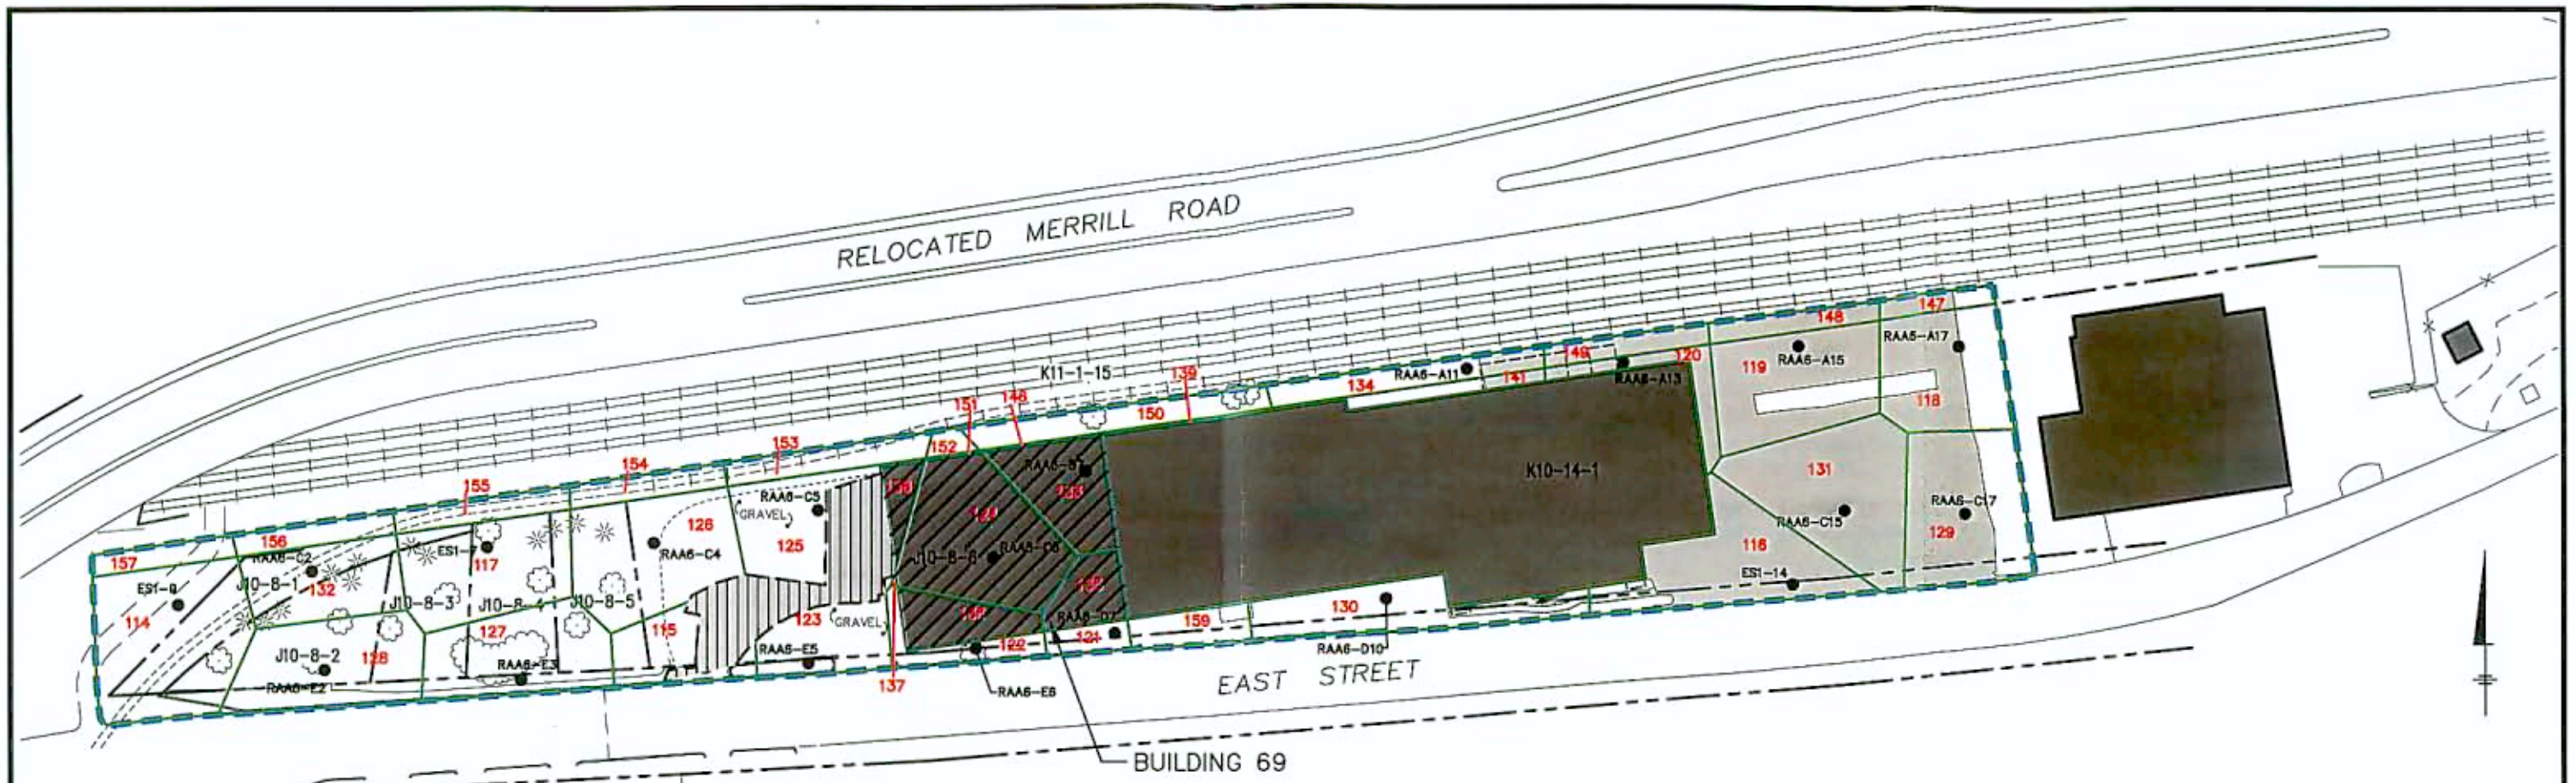 RELOCATED MERRILL ROAD
K11-1-15
139
134
RAA6-A11
141
149
RAA6-A13
120
148
147
119
RAA6-A15
RAA6-A17
118
151
146
150
152
153
154
155
156
157
K10-14-1
131
RAA6-C15
RAA6-C17
129
116
ES1-14
RAA6-C5
GRAVEL
125
126
RAA6-C4
ES1-7
117
RAA6-C2
J10-8-1
132
ES1-9
114
J10-8-3
J10-8-4
J10-8-5
J10-8-6
127
115
123
GRAVEL
J10-8-2
128
RAA6-E2
RAA6-E3
RAA6-E5
137
122
RAA6-E6
121
159
130
RAA6-D10
EAST STREET
BUILDING 69